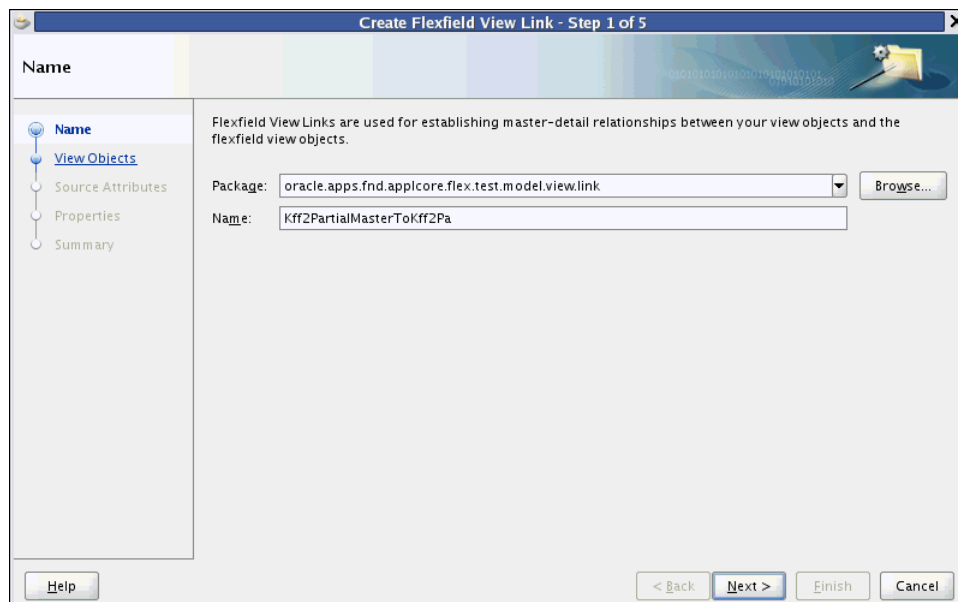 Create Flexfield View Link - Step 1 of 5
Name
Name
View Objects
Source Attributes
Properties
Summary
Flexfield View Links are used for establishing master-detail relationships between your view objects and the
flexfield view objects.
Package: oracle.apps.fnd.applcore.flex.test.model.view.link Browse...
Name: Kff2PartialMasterToKff2Pa
Help < Back Next > Finish Cancel